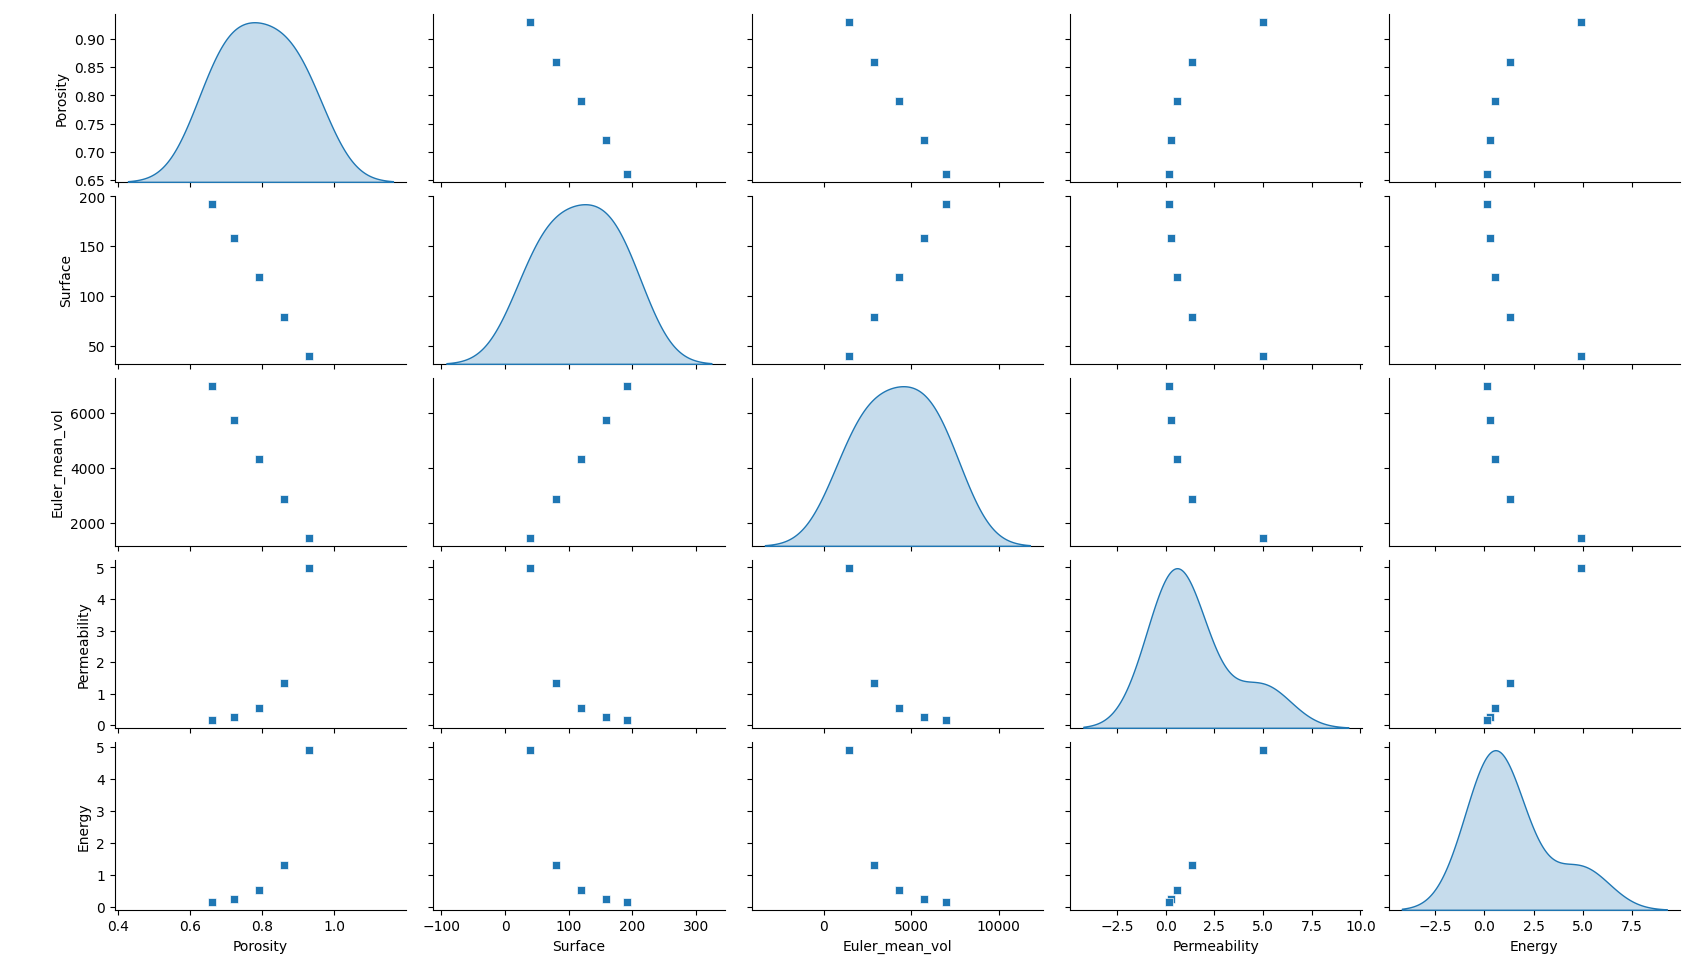 Porosity
0.90
0.85
0.80
0.75
0.70
0.65
Surface
200
150
100
50
Euler_mean_vol
6000
4000
2000
Permeability
5
4
3
2
1
0
Energy
5
4
3
2
1
0
0.4 0.6 0.8 1.0
−100 0 100 200 300
0 5000 10000
−2.5 0.0 2.5 5.0 7.5 10.0
−2.5 0.0 2.5 5.0 7.5
Porosity Surface Euler_mean_vol Permeability Energy